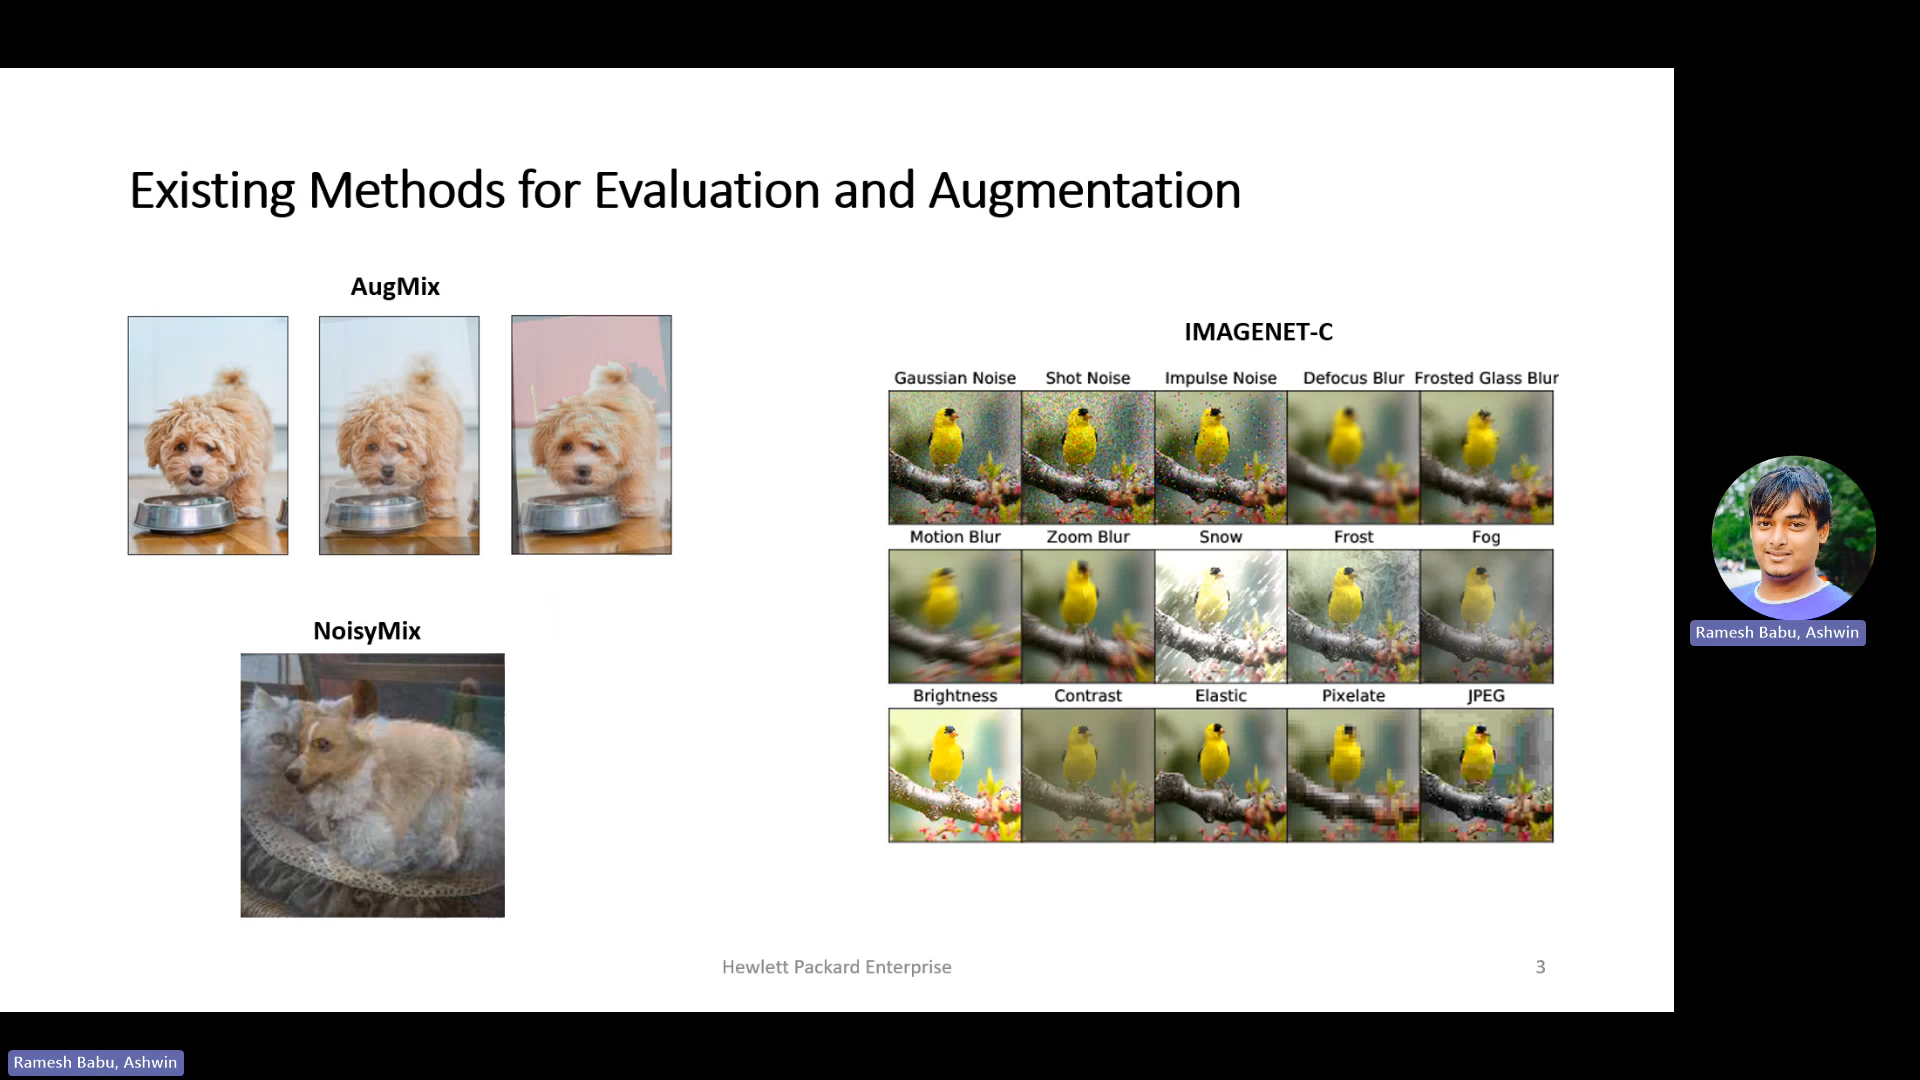 Existing Methods for Evaluation and Augmentation
AugMix
NoisyMix
IMAGENET-C
Gaussian Noise Shot Noise Impulse Noise Defocus Blur Frosted Glass Blur
Motion Blur Zoom Blur Snow Frost Fog
Brightness Contrast Elastic Pixelate JPEG
Hewlett Packard Enterprise
3
Ramesh Babu, Ashwin
Ramesh Babu, Ashwin